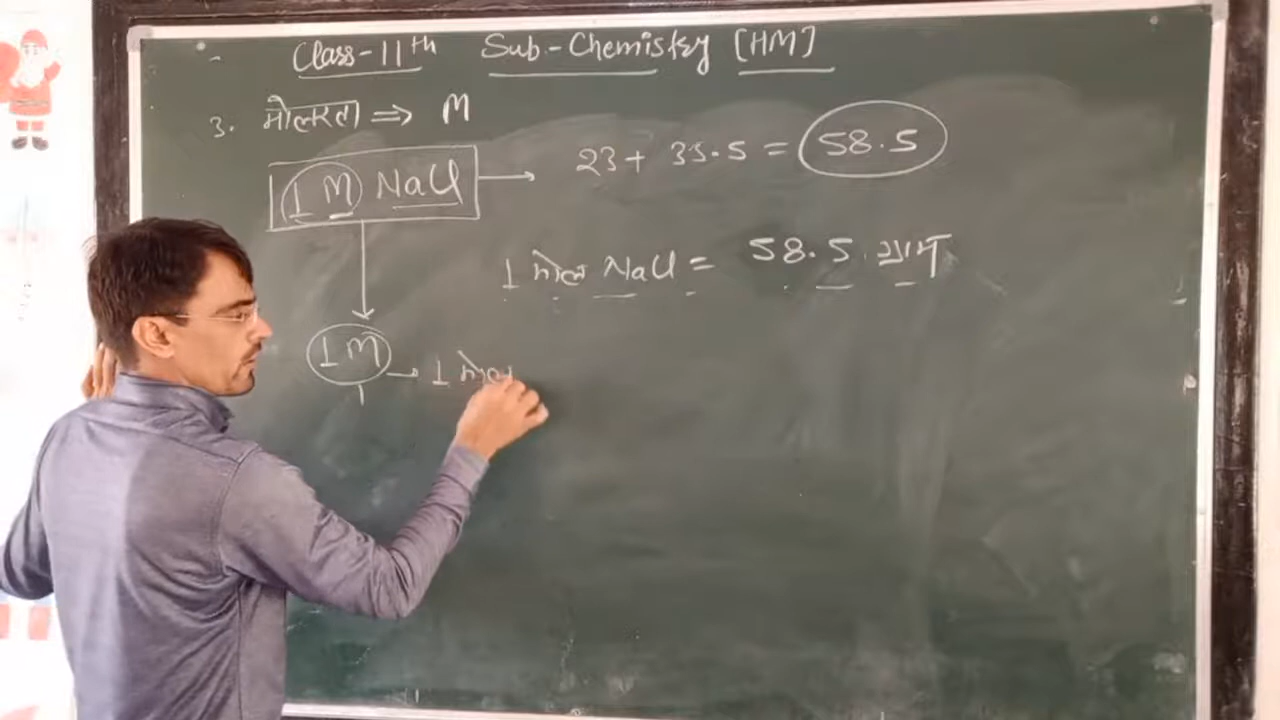 Class-11th Sub-Chemistry [HM]
3. मोलरता ⇒ M
1 M NaCl → 23 + 35.5 = 58.5
1 मोल NaCl = 58.5 ग्राम
1 M → 1 मोल